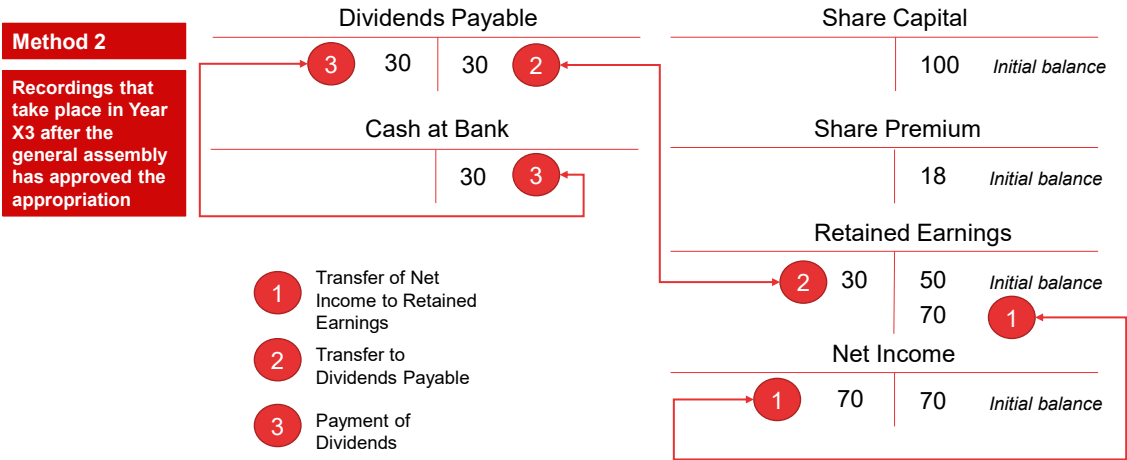 Method 2
Recordings that
take place in Year
X3 after the
general assembly
has approved the
appropriation
Dividends Payable
3 30 30 2
Cash at Bank
30 3
1 Transfer of Net
Income to Retained
Earnings
2 Transfer to
Dividends Payable
3 Payment of
Dividends
Share Capital
100 Initial balance
Share Premium
18 Initial balance
Retained Earnings
2 30 50 Initial balance
70 1
Net Income
1 70 70 Initial balance